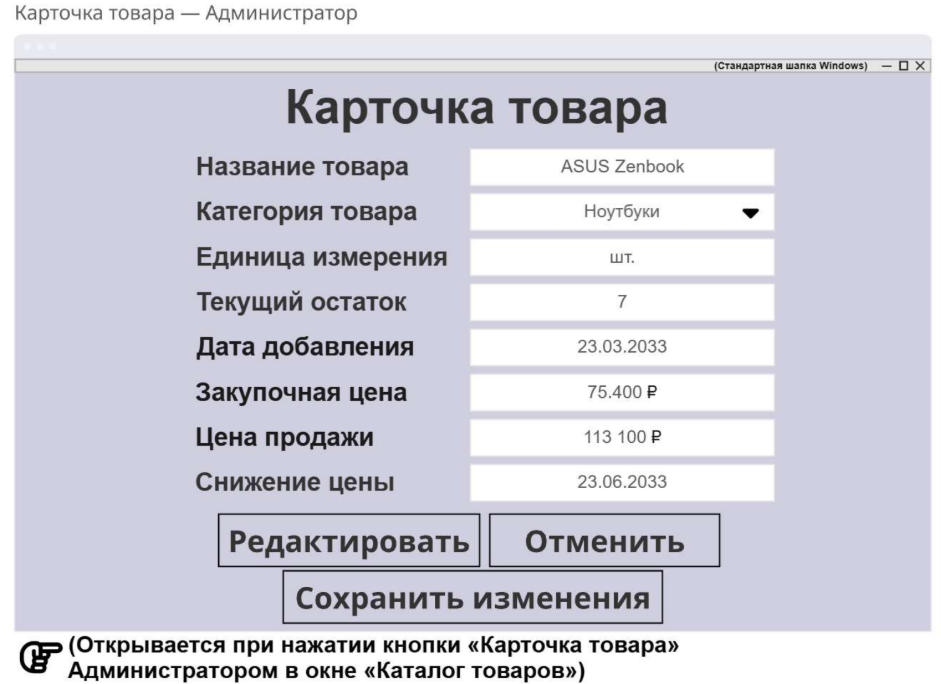 Карточка товара — Администратор
(Стандартная шапка Windows)
Карточка товара
Название товара ASUS Zenbook
Категория товара Ноутбуки
Единица измерения шт.
Текущий остаток 7
Дата добавления 23.03.2033
Закупочная цена 75.400 ₽
Цена продажи 113 100 ₽
Снижение цены 23.06.2033
Редактировать Отменить
Сохранить изменения
(Открывается при нажатии кнопки «Карточка товара»
Администратором в окне «Каталог товаров»)